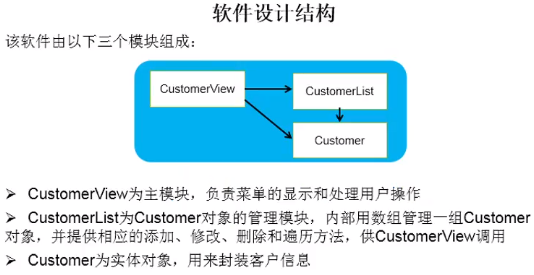 软件设计结构
该软件由以下三个模块组成：
CustomerView
CustomerList
Customer
➢ CustomerView为主模块，负责菜单的显示和处理用户操作
➢ CustomerList为Customer对象的管理模块，内部用数组管理一组Customer
对象，并提供相应的添加、修改、删除和遍历方法，供CustomerView调用
➢ Customer为实体对象，用来封装客户信息